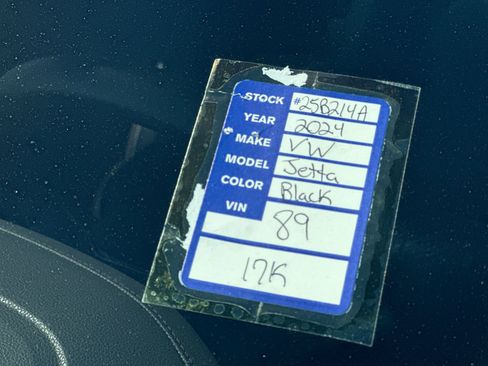 STOCK #25B214A
YEAR 2024
MAKE VW
MODEL Jetta
COLOR Black
VIN 89
17K